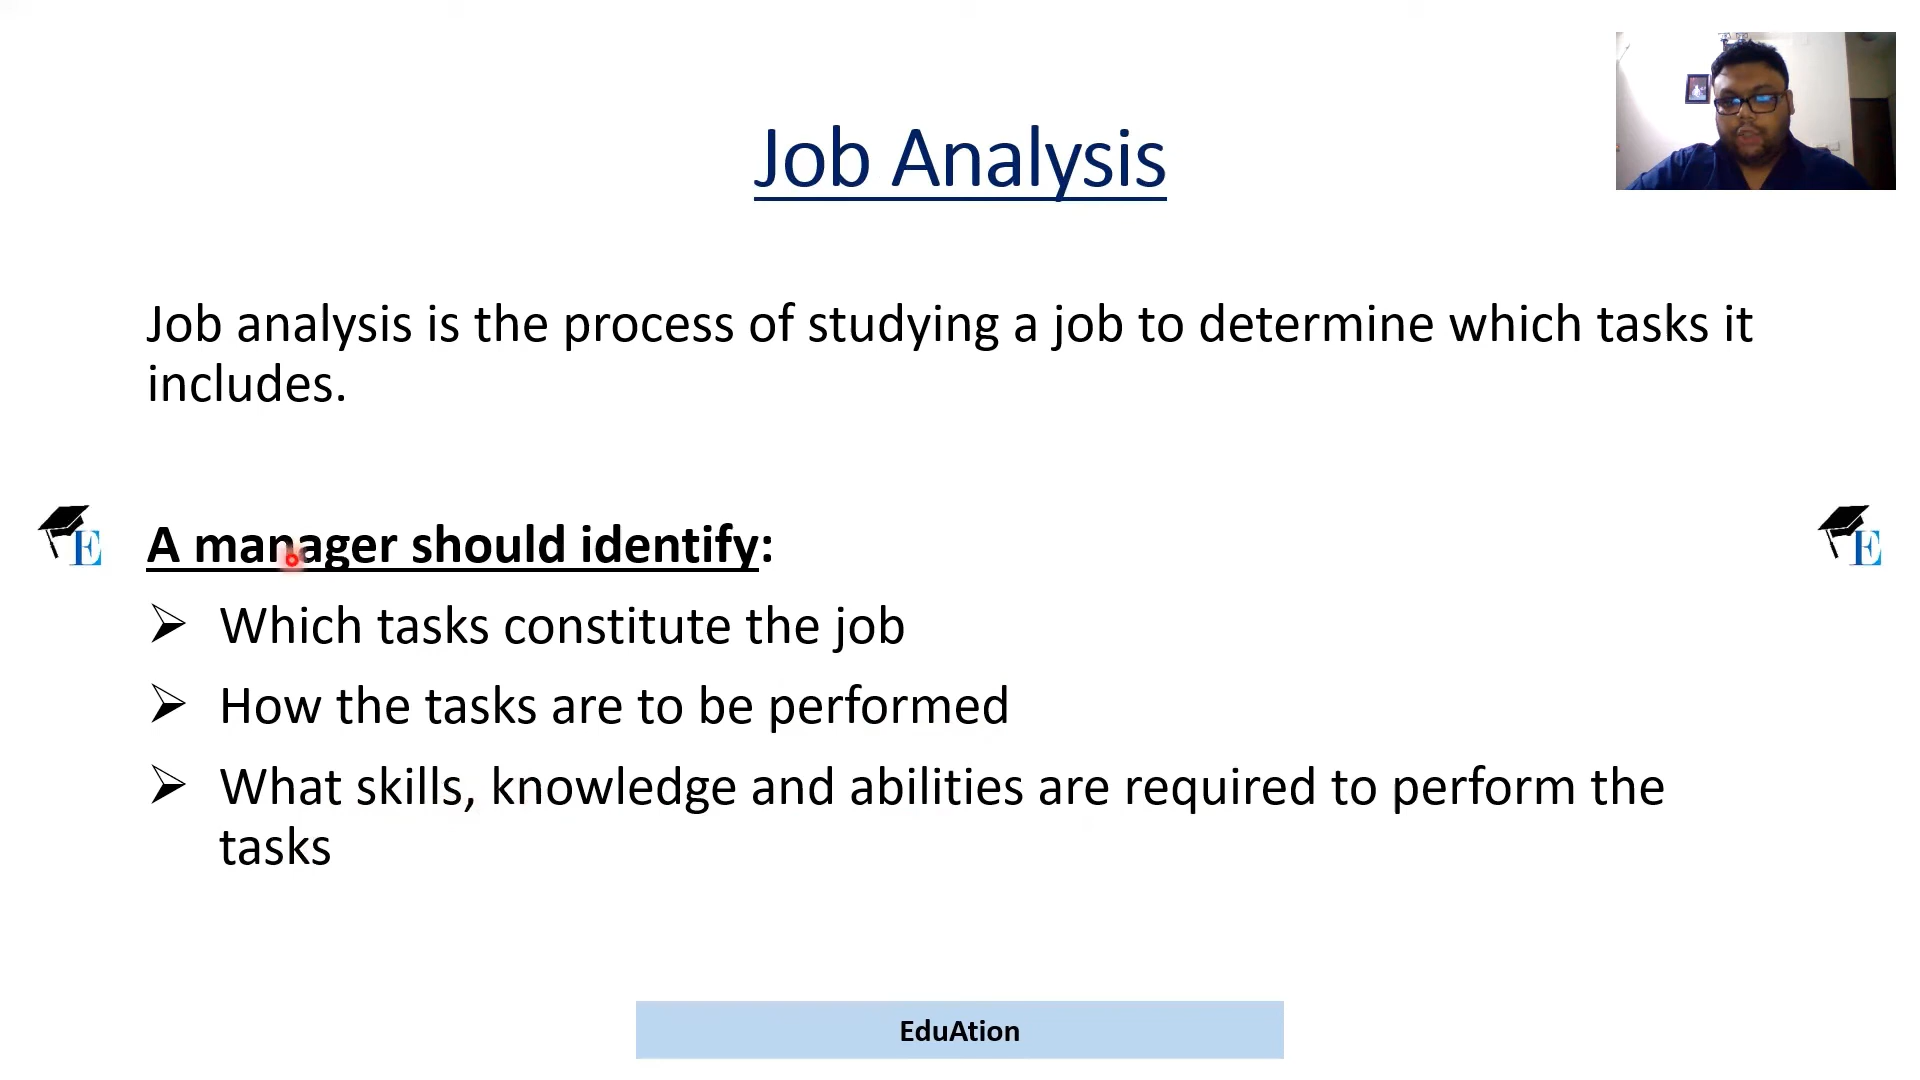 Job Analysis
Job analysis is the process of studying a job to determine which tasks it
includes.
E
E
A manager should identify:
➢ Which tasks constitute the job
➢ How the tasks are to be performed
➢ What skills, knowledge and abilities are required to perform the
tasks
EduAtion